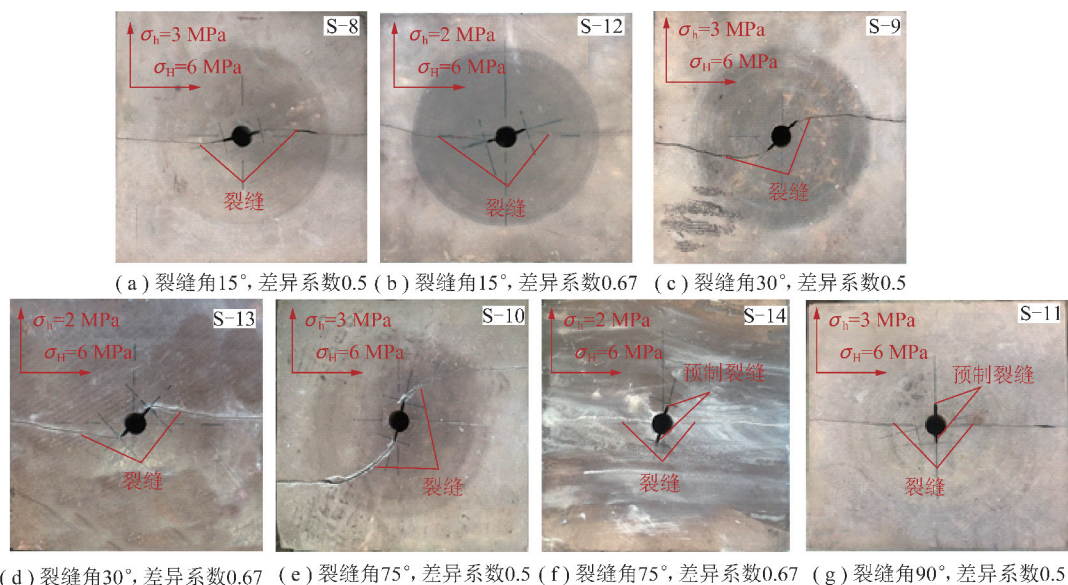 S-8
σh=3 MPa
σH=6 MPa
裂缝
S-12
σh=2 MPa
σH=6 MPa
裂缝
S-9
σh=3 MPa
σH=6 MPa
裂缝
(a)裂缝角15°,差异系数0.5
(b)裂缝角15°,差异系数0.67
(c)裂缝角30°,差异系数0.5
S-13
σh=2 MPa
σH=6 MPa
裂缝
S-10
σh=3 MPa
σH=6 MPa
裂缝
S-14
σh=2 MPa
σH=6 MPa
预制裂缝
裂缝
S-11
σh=3 MPa
σH=6 MPa
预制裂缝
裂缝
(d)裂缝角30°,差异系数0.67
(e)裂缝角75°,差异系数0.5
(f)裂缝角75°,差异系数0.67
(g)裂缝角90°,差异系数0.5